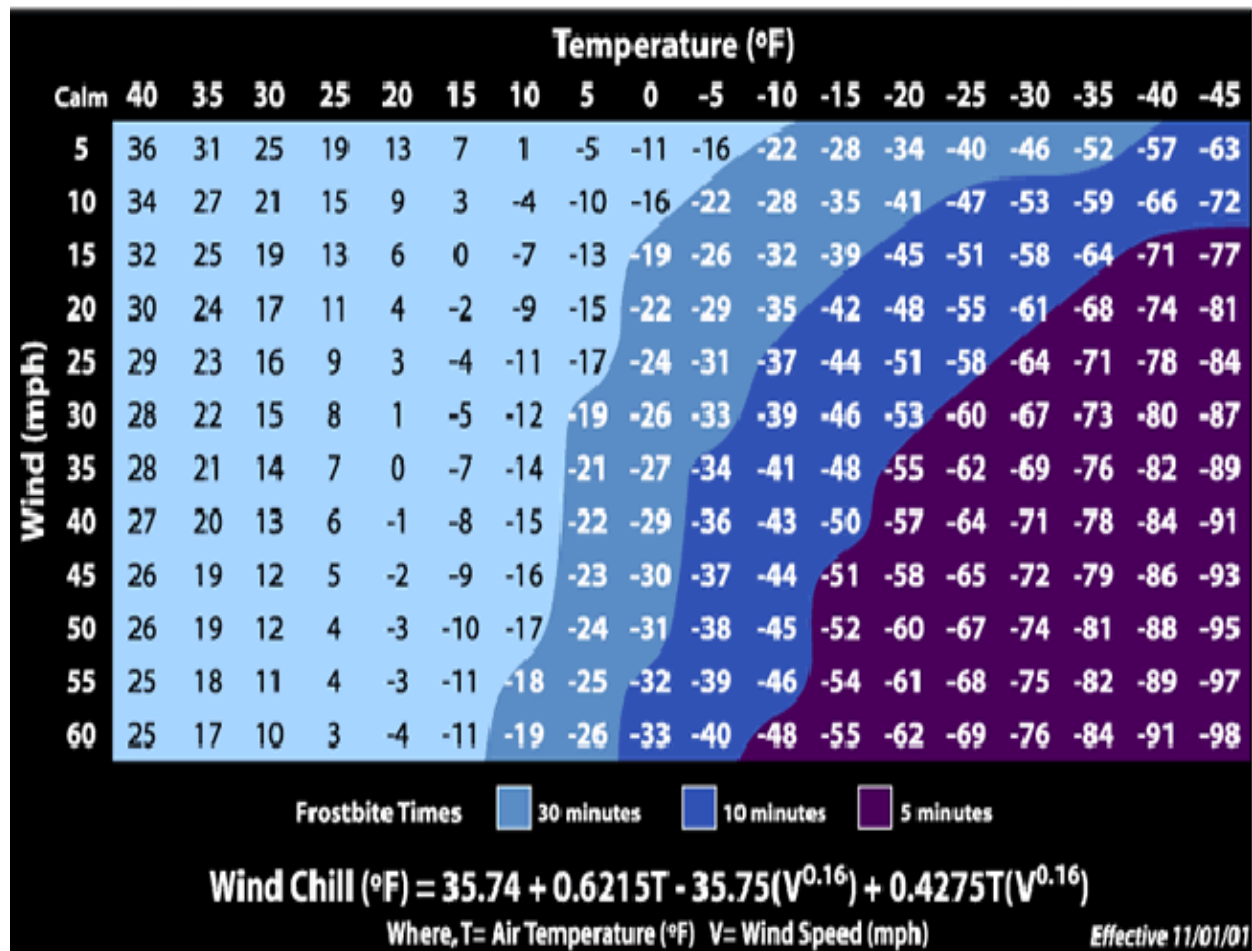 Temperature (ºF)
Calm 40 35 30 25 20 15 10 5 0 -5 -10 -15 -20 -25 -30 -35 -40 -45
5 36 31 25 19 13 7 1 -5 -11 -16 -22 -28 -34 -40 -46 -52 -57 -63
10 34 27 21 15 9 3 -4 -10 -16 -22 -28 -35 -41 -47 -53 -59 -66 -72
15 32 25 19 13 6 0 -7 -13 -19 -26 -32 -39 -45 -51 -58 -64 -71 -77
20 30 24 17 11 4 -2 -9 -15 -22 -29 -35 -42 -48 -55 -61 -68 -74 -81
25 29 23 16 9 3 -4 -11 -17 -24 -31 -37 -44 -51 -58 -64 -71 -78 -84
30 28 22 15 8 1 -5 -12 -19 -26 -33 -39 -46 -53 -60 -67 -73 -80 -87
35 28 21 14 7 0 -7 -14 -21 -27 -34 -41 -48 -55 -62 -69 -76 -82 -89
40 27 20 13 6 -1 -8 -15 -22 -29 -36 -43 -50 -57 -64 -71 -78 -84 -91
45 26 19 12 5 -2 -9 -16 -23 -30 -37 -44 -51 -58 -65 -72 -79 -86 -93
50 26 19 12 4 -3 -10 -17 -24 -31 -38 -45 -52 -60 -67 -74 -81 -88 -95
55 25 18 11 4 -3 -11 -18 -25 -32 -39 -46 -54 -61 -68 -75 -82 -89 -97
60 25 17 10 3 -4 -11 -19 -26 -33 -40 -48 -55 -62 -69 -76 -84 -91 -98
Wind (mph)
Frostbite Times 30 minutes 10 minutes 5 minutes
Wind Chill (ºF) = 35.74 + 0.6215T - 35.75(V^0.16) + 0.4275T(V^0.16)
Where, T= Air Temperature (ºF) V= Wind Speed (mph) Effective 11/01/01